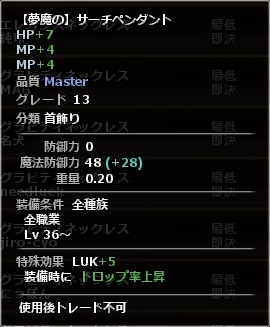 【夢魔の】サーチペンダント
HP+7
MP+4
MP+4
品質 Master
グレード 13
分類 首飾り
防御力 0
魔法防御力 48 (+28)
重量 0.20
装備条件 全種族
全職業
Lv 36～
特殊効果 LUK+5
装備時に ドロップ率上昇
使用後トレード不可